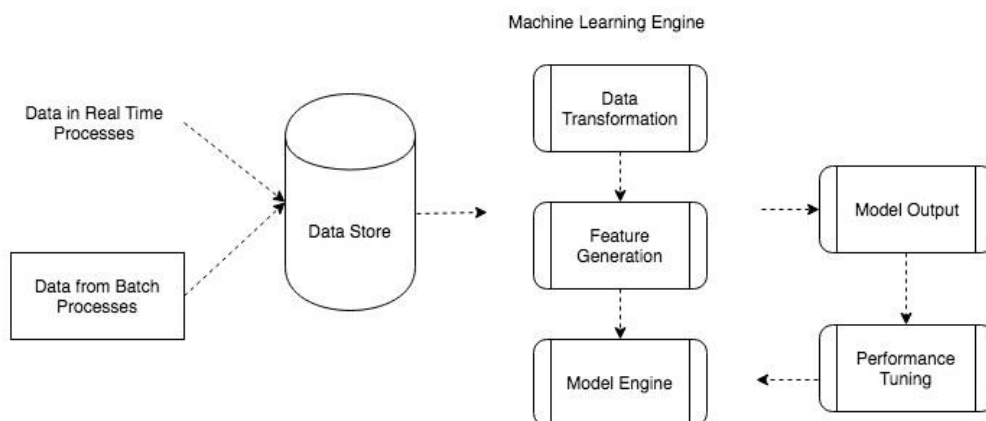 Machine Learning Engine
Data in Real Time
Processes
Data from Batch
Processes
Data Store
Data
Transformation
Feature
Generation
Model Engine
Model Output
Performance
Tuning